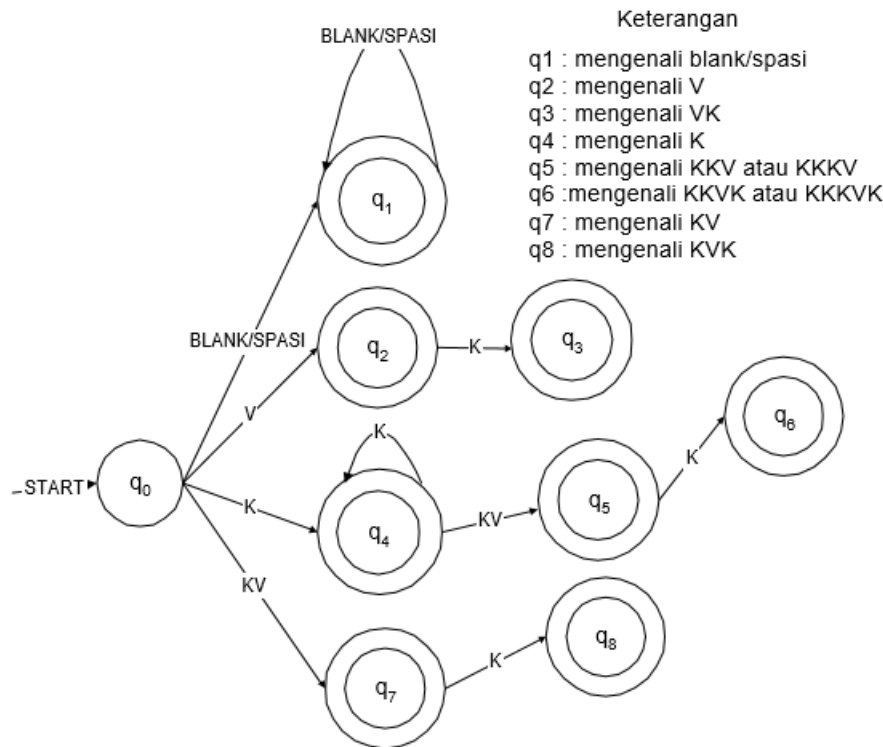 Keterangan
BLANK/SPASI
q1 : mengenali blank/spasi
q2 : mengenali V
q3 : mengenali VK
q4 : mengenali K
q5 : mengenali KKV atau KKKV
q6 :mengenali KKVK atau KKKVK
q7 : mengenali KV
q8 : mengenali KVK
q1
BLANK/SPASI
q2
K
q3
V
K
q6
START
q0
K
q4
KV
q5
K
KV
q7
K
q8